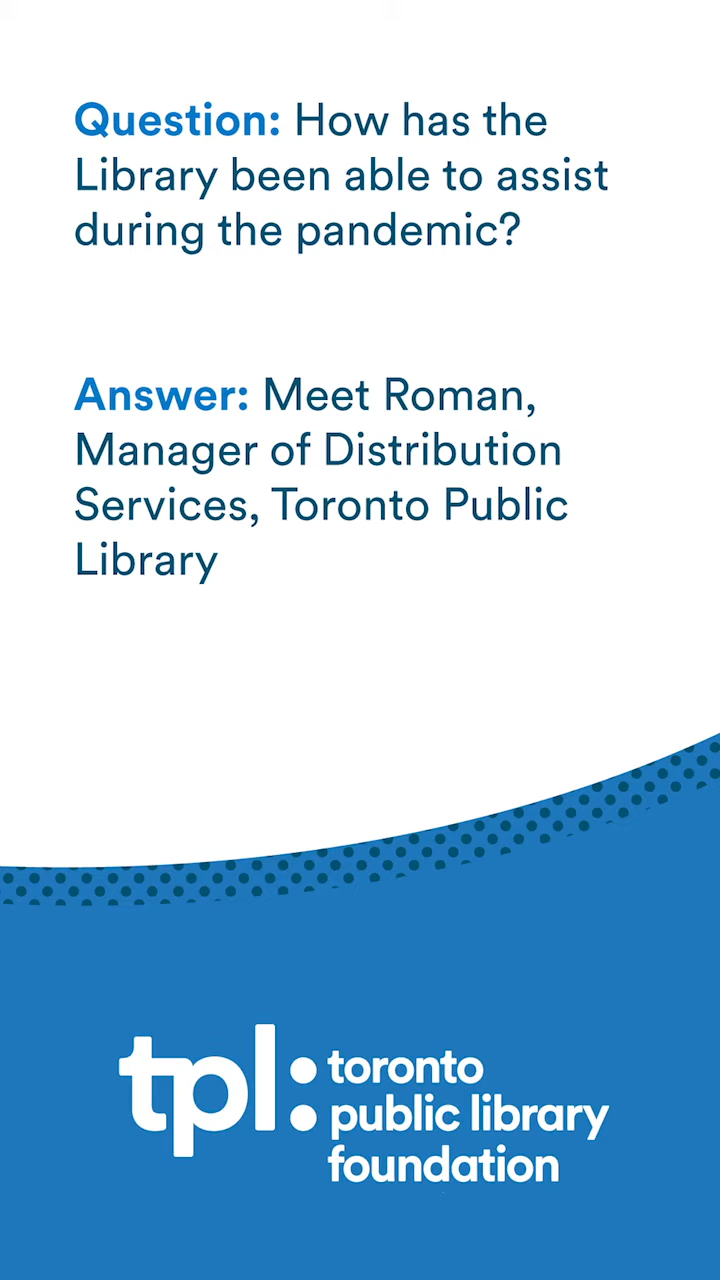 Question: How has the
Library been able to assist
during the pandemic?
Answer: Meet Roman,
Manager of Distribution
Services, Toronto Public
Library
tpl:
toronto
public library
foundation